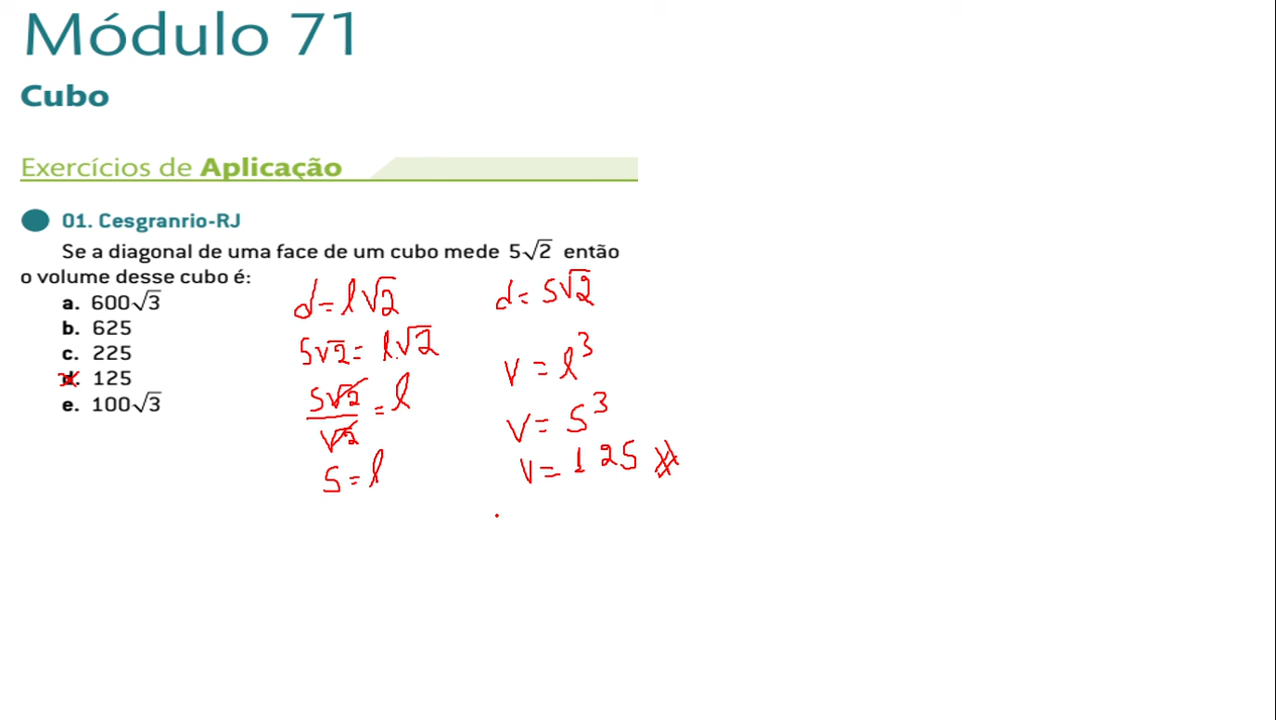 Módulo 71
Cubo
Exercícios de Aplicação
01. Cesgranrio-RJ
Se a diagonal de uma face de um cubo mede 5√2 então
o volume desse cubo é:
a. 600√3
b. 625
c. 225
d. 125
e. 100√3
d = l√2
5√2 = l.√2
5√2/√2 = l
5 = l
d = 5√2
V = l³
V = 5³
V = 125